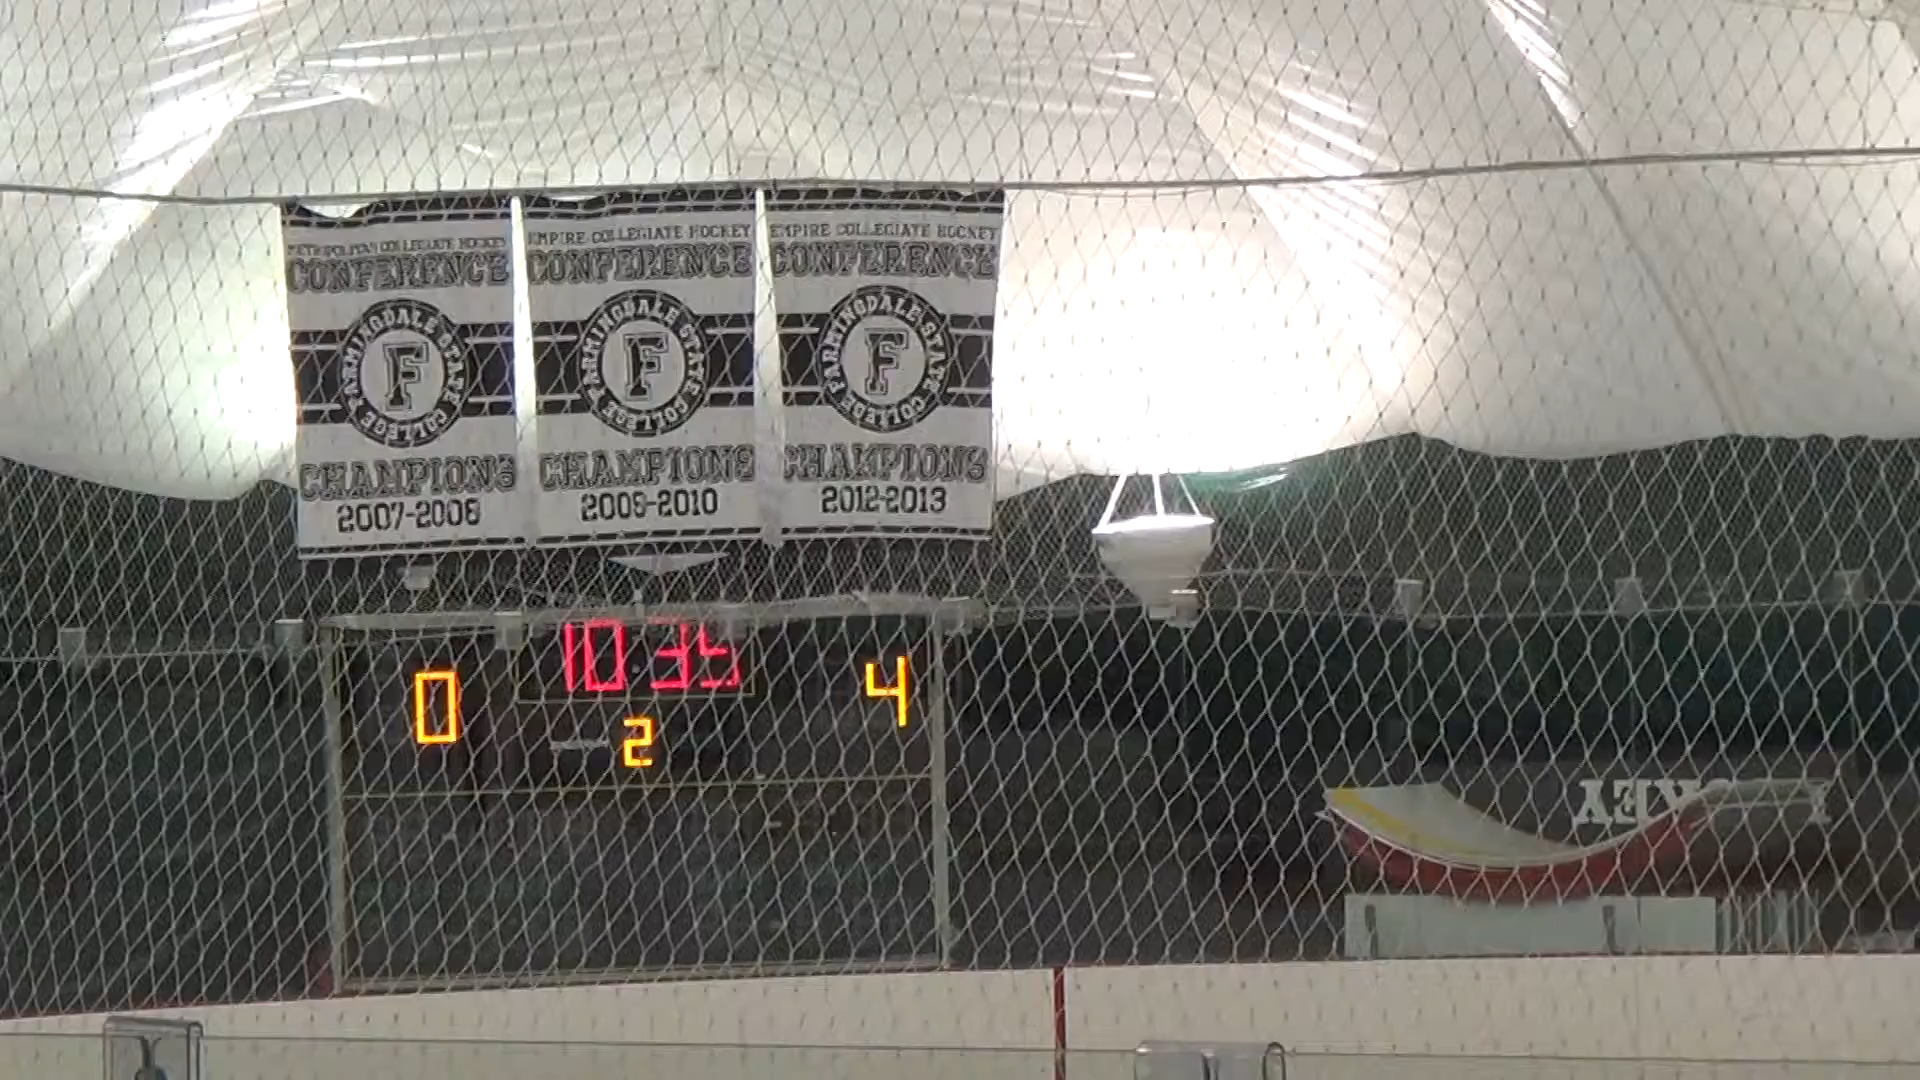 METROPOLITAN COLLEGIATE HOCKEY
CONFERENCE
FARMINGDALE STATE COLLEGE
F
CHAMPIONS
2007-2008
EMPIRE COLLEGIATE HOCKEY
CONFERENCE
FARMINGDALE STATE COLLEGE
F
CHAMPIONS
2009-2010
EMPIRE COLLEGIATE HOCKEY
CONFERENCE
FARMINGDALE STATE COLLEGE
F
CHAMPIONS
2012-2013
10:35
0
4
2